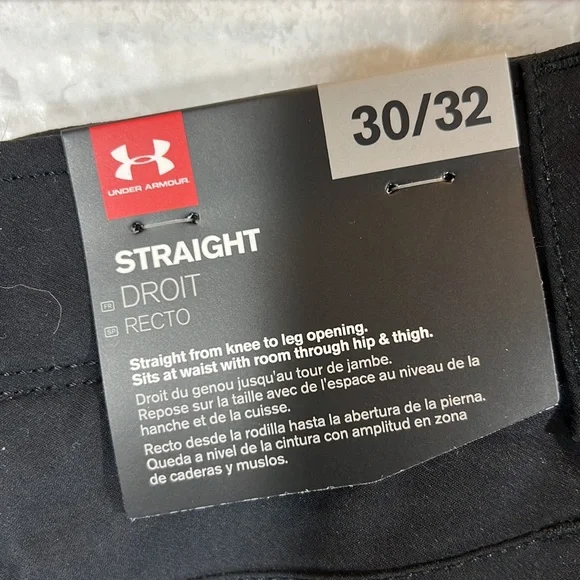 30/32
UNDER ARMOUR
STRAIGHT
FR DROIT
SP RECTO
Straight from knee to leg opening.
Sits at waist with room through hip & thigh.
Droit du genou jusqu'au tour de jambe.
Repose sur la taille avec de l'espace au niveau de la
hanche et de la cuisse.
Recto desde la rodilla hasta la abertura de la pierna.
Queda a nivel de la cintura con amplitud en zona
de caderas y muslos.